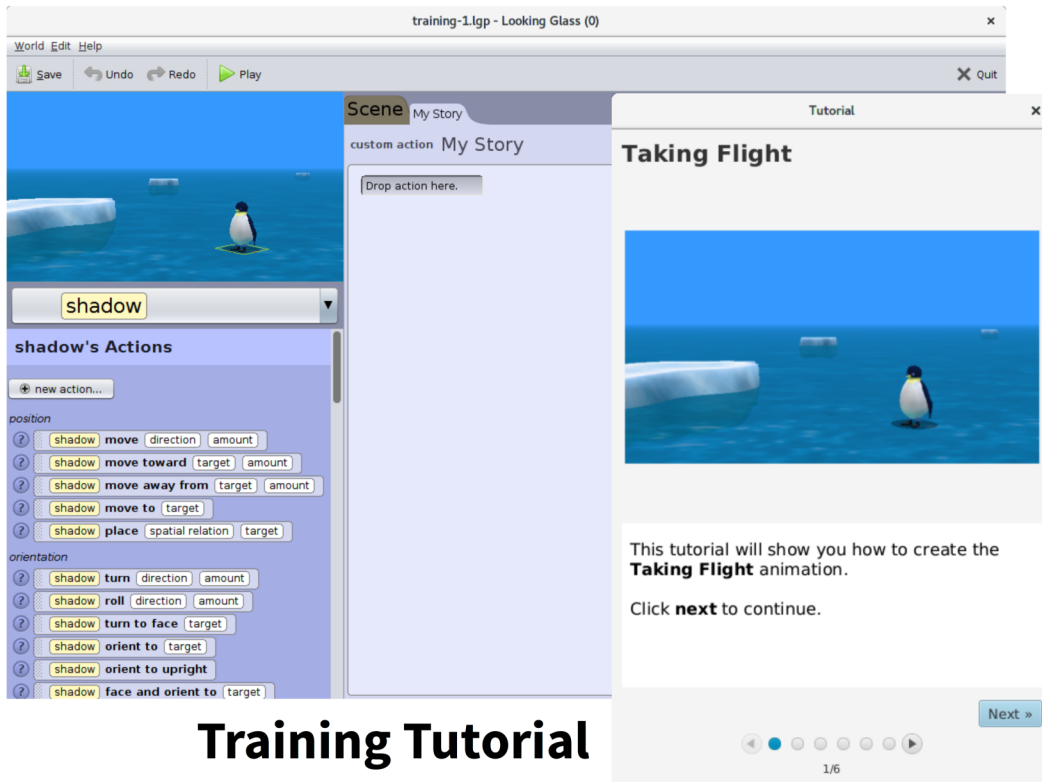 training-1.lgp - Looking Glass (0)
World Edit Help
Save Undo Redo Play Quit
Scene My Story
custom action My Story
Drop action here.
shadow
shadow's Actions
new action...
position
? shadow move direction amount
? shadow move toward target amount
? shadow move away from target amount
? shadow move to target
? shadow place spatial relation target
orientation
? shadow turn direction amount
? shadow roll direction amount
? shadow turn to face target
? shadow orient to target
? shadow orient to upright
? shadow face and orient to target
Tutorial
Taking Flight
This tutorial will show you how to create the
Taking Flight animation.
Click next to continue.
Next »
1/6
Training Tutorial